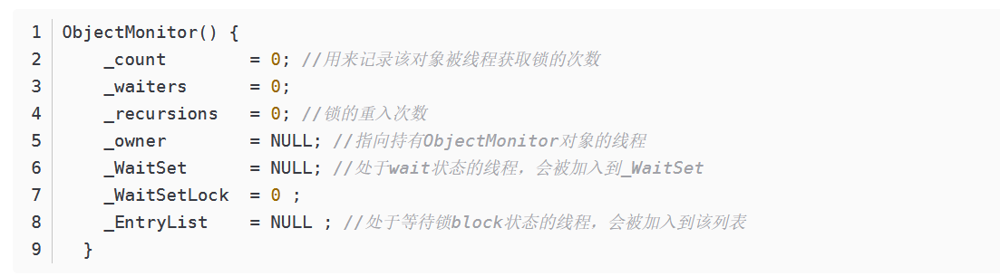 1 ObjectMonitor() {
2     _count        = 0; //用来记录该对象被线程获取锁的次数
3     _waiters      = 0;
4     _recursions   = 0; //锁的重入次数
5     _owner        = NULL; //指向持有ObjectMonitor对象的线程
6     _WaitSet      = NULL; //处于wait状态的线程，会被加入到_WaitSet
7     _WaitSetLock  = 0 ;
8     _EntryList    = NULL ; //处于等待锁block状态的线程，会被加入到该列表
9   }